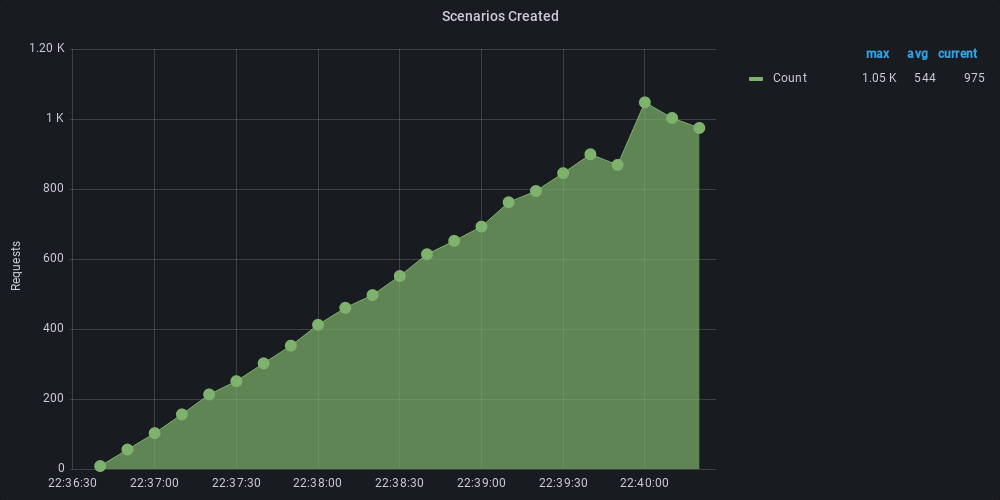 Scenarios Created
1.20 K
1 K
800
600
400
200
0
Requests
22:36:30 22:37:00 22:37:30 22:38:00 22:38:30 22:39:00 22:39:30 22:40:00
max avg current
Count 1.05 K 544 975